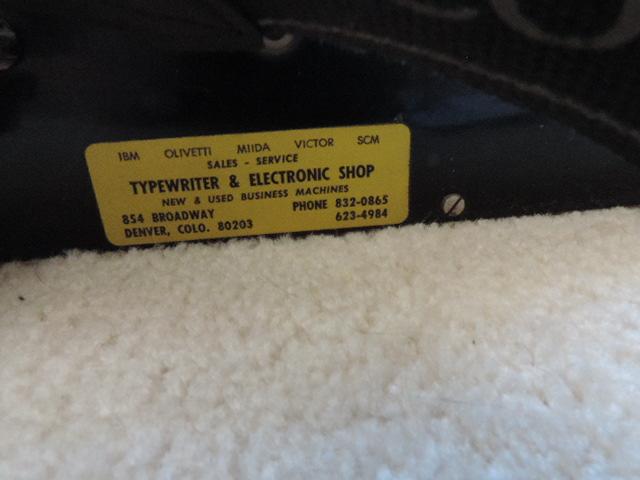 IBM OLIVETTI MIIDA VICTOR SCM
SALES - SERVICE
TYPEWRITER & ELECTRONIC SHOP
NEW & USED BUSINESS MACHINES
854 BROADWAY PHONE 832-0865
DENVER, COLO. 80203 623-4984